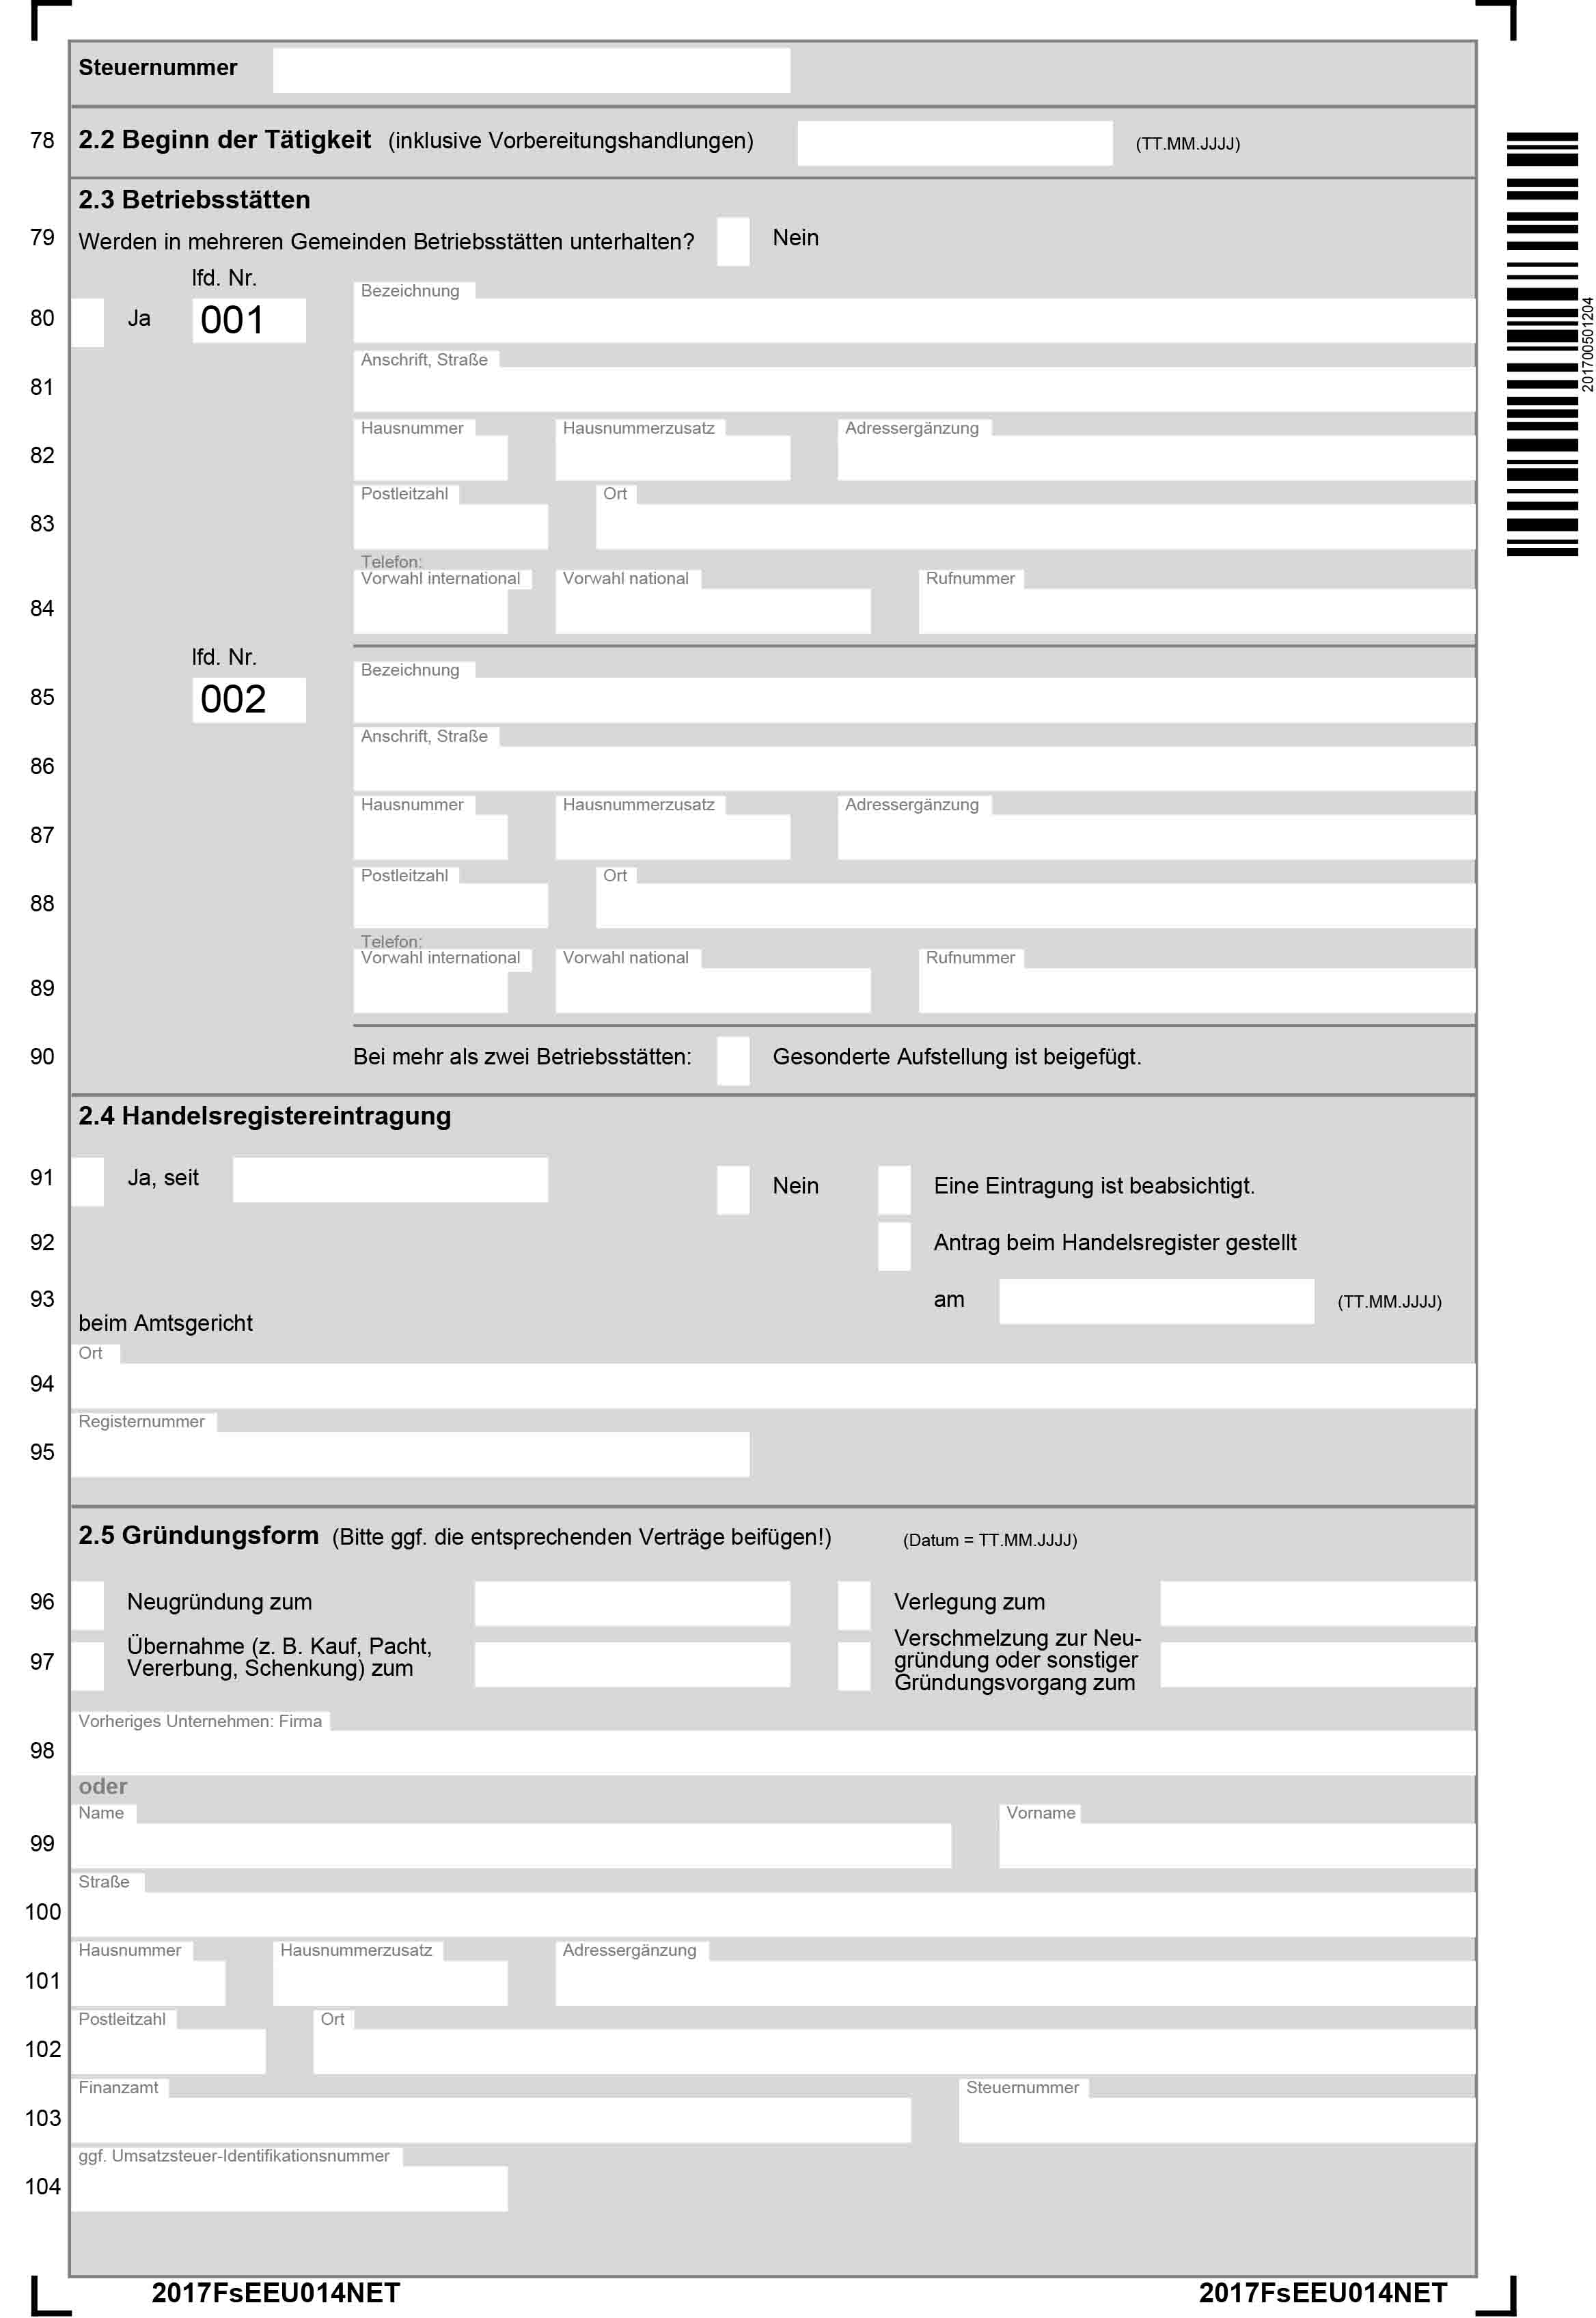 Steuernummer
78 2.2 Beginn der Tätigkeit (inklusive Vorbereitungshandlungen) (TT.MM.JJJJ)
2.3 Betriebsstätten
79 Werden in mehreren Gemeinden Betriebsstätten unterhalten? Nein
lfd. Nr.
Bezeichnung
80 Ja 001
Anschrift, Straße
81
Hausnummer Hausnummerzusatz Adressergänzung
82
Postleitzahl Ort
83
Telefon:
Vorwahl international Vorwahl national Rufnummer
84
lfd. Nr.
Bezeichnung
85 002
Anschrift, Straße
86
Hausnummer Hausnummerzusatz Adressergänzung
87
Postleitzahl Ort
88
Telefon:
Vorwahl international Vorwahl national Rufnummer
89
90 Bei mehr als zwei Betriebsstätten: Gesonderte Aufstellung ist beigefügt.
2.4 Handelsregistereintragung
91 Ja, seit Nein Eine Eintragung ist beabsichtigt.
92 Antrag beim Handelsregister gestellt
93 am (TT.MM.JJJJ)
beim Amtsgericht
Ort
94
Registernummer
95
2.5 Gründungsform (Bitte ggf. die entsprechenden Verträge beifügen!) (Datum = TT.MM.JJJJ)
96 Neugründung zum Verlegung zum
97 Übernahme (z. B. Kauf, Pacht,
Vererbung, Schenkung) zum
Verschmelzung zur Neu-
gründung oder sonstiger
Gründungsvorgang zum
Vorheriges Unternehmen: Firma
98
oder
Name Vorname
99
Straße
100
Hausnummer Hausnummerzusatz Adressergänzung
101
Postleitzahl Ort
102
Finanzamt Steuernummer
103
ggf. Umsatzsteuer-Identifikationsnummer
104
2017FsEEU014NET 2017FsEEU014NET
201700501204